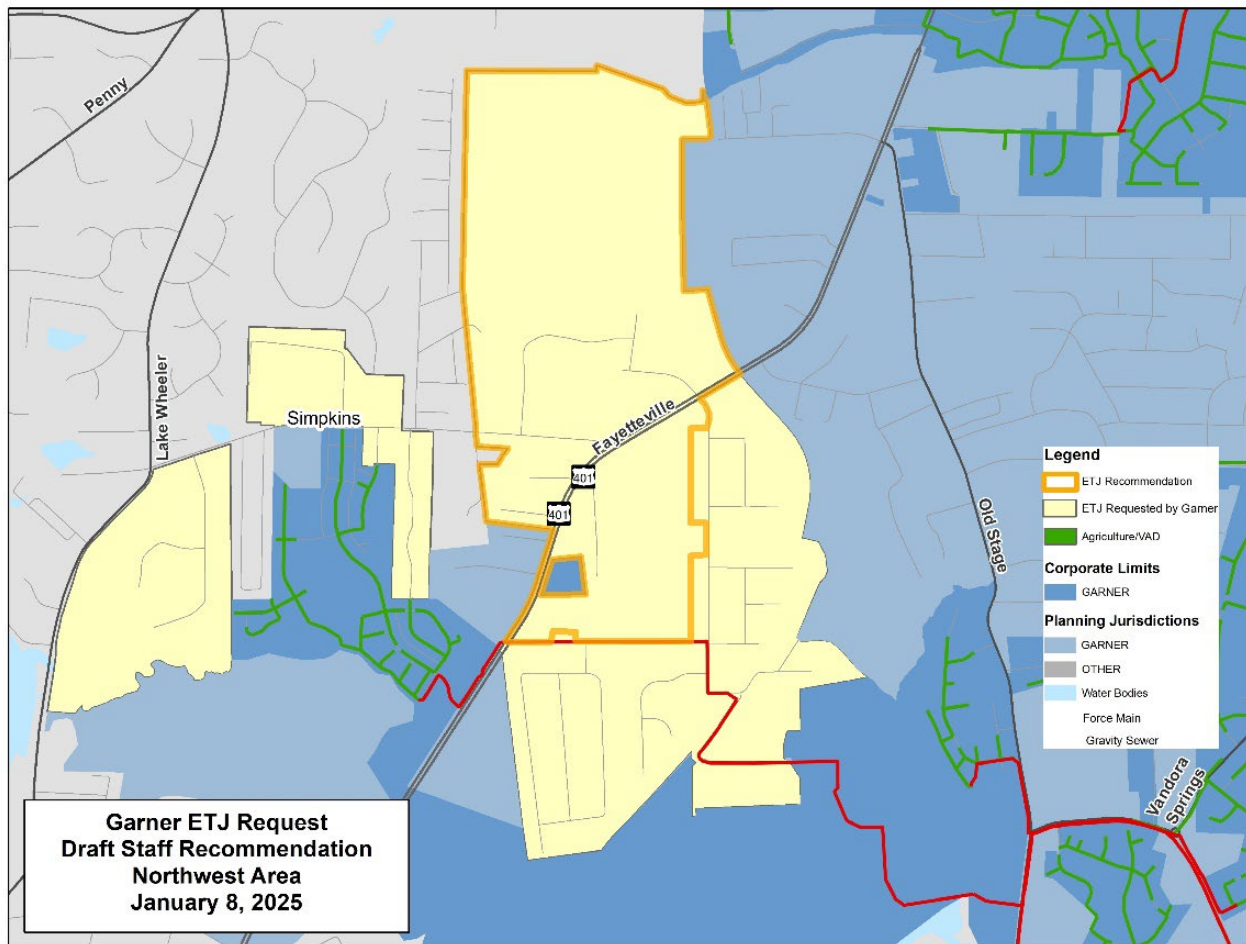 Penny
Lake Wheeler
Simpkins
Fayetteville
401
401
Old Stage
Vandora
Springs
Legend
ETJ Recommendation
ETJ Requested by Garner
Agriculture/VAD
Corporate Limits
GARNER
Planning Jurisdictions
GARNER
OTHER
Water Bodies
Force Main
Gravity Sewer
Garner ETJ Request
Draft Staff Recommendation
Northwest Area
January 8, 2025